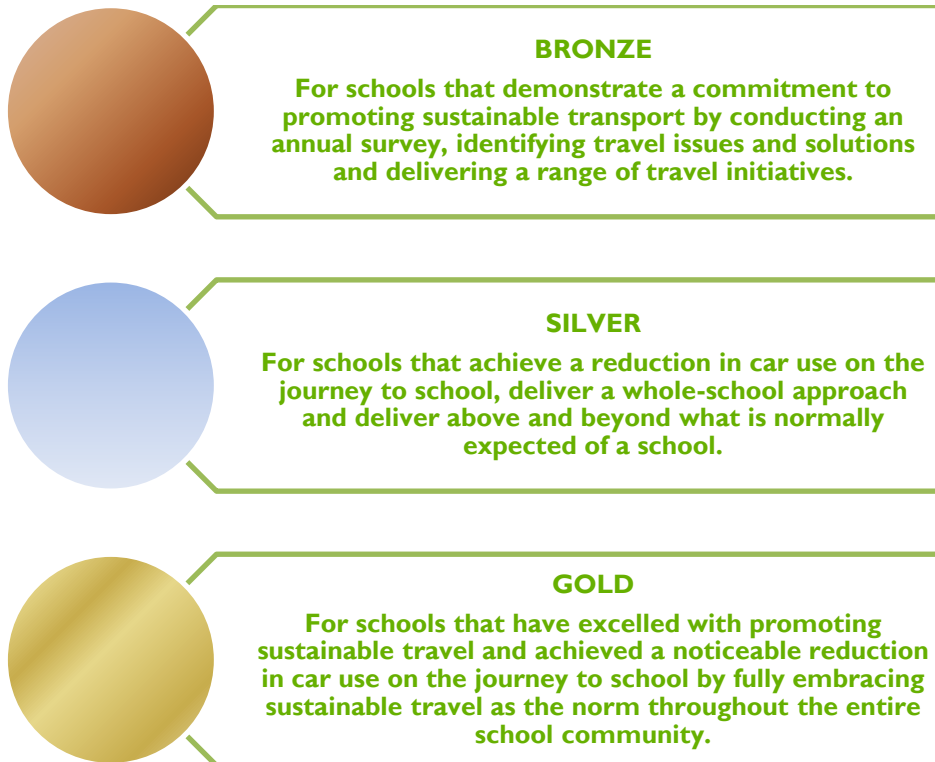 BRONZE
For schools that demonstrate a commitment to
promoting sustainable transport by conducting an
annual survey, identifying travel issues and solutions
and delivering a range of travel initiatives.
SILVER
For schools that achieve a reduction in car use on the
journey to school, deliver a whole-school approach
and deliver above and beyond what is normally
expected of a school.
GOLD
For schools that have excelled with promoting
sustainable travel and achieved a noticeable reduction
in car use on the journey to school by fully embracing
sustainable travel as the norm throughout the entire
school community.